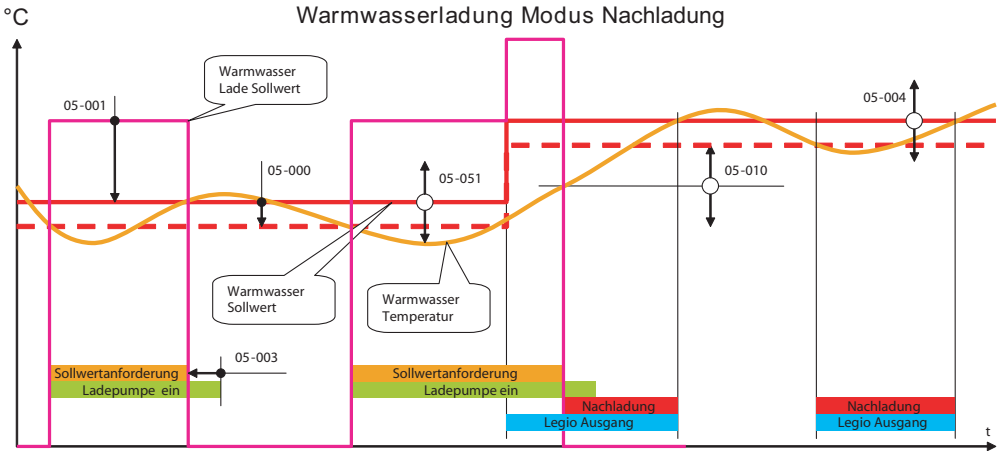 °C
Warmwasserladung Modus Nachladung
Warmwasser
Lade Sollwert
05-001
05-004
05-000
05-051
05-010
Warmwasser
Sollwert
Warmwasser
Temperatur
05-003
Sollwertanforderung
Ladepumpe ein
Sollwertanforderung
Ladepumpe ein
Nachladung
Legio Ausgang
Nachladung
Legio Ausgang
t